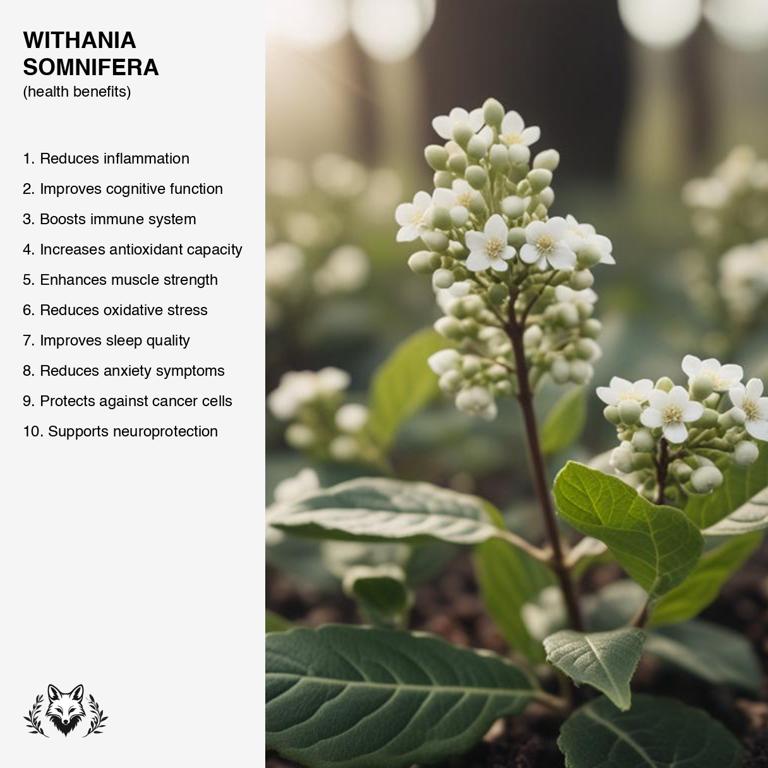 WITHANIA
SOMNIFERA
(health benefits)
1. Reduces inflammation
2. Improves cognitive function
3. Boosts immune system
4. Increases antioxidant capacity
5. Enhances muscle strength
6. Reduces oxidative stress
7. Improves sleep quality
8. Reduces anxiety symptoms
9. Protects against cancer cells
10. Supports neuroprotection